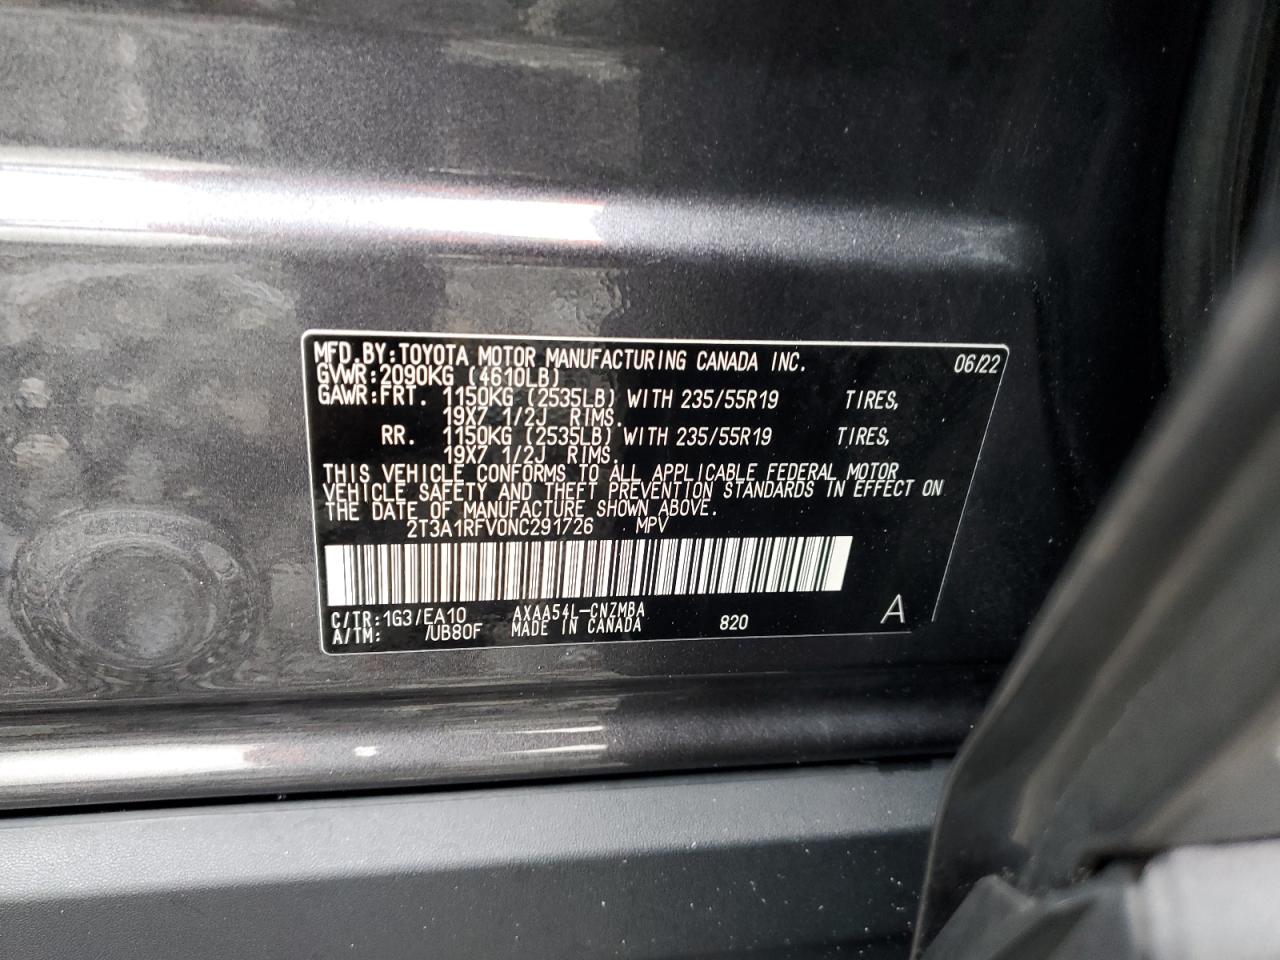 MFD.BY:TOYOTA MOTOR MANUFACTURING CANADA INC. 06/22
GVWR:2090KG (4610LB)
GAWR:FRT. 1150KG (2535LB) WITH 235/55R19 TIRES,
19X7 1/2J RIMS.
RR. 1150KG (2535LB) WITH 235/55R19 TIRES,
19X7 1/2J RIMS.
THIS VEHICLE CONFORMS TO ALL APPLICABLE FEDERAL MOTOR
VEHICLE SAFETY AND THEFT PREVENTION STANDARDS IN EFFECT ON
THE DATE OF MANUFACTURE SHOWN ABOVE.
2T3A1RFV0NC291726 MPV
C/TR:1G3/EA10 AXAA54L-CNZMBA
A/TM: /UB80F MADE IN CANADA 820 A